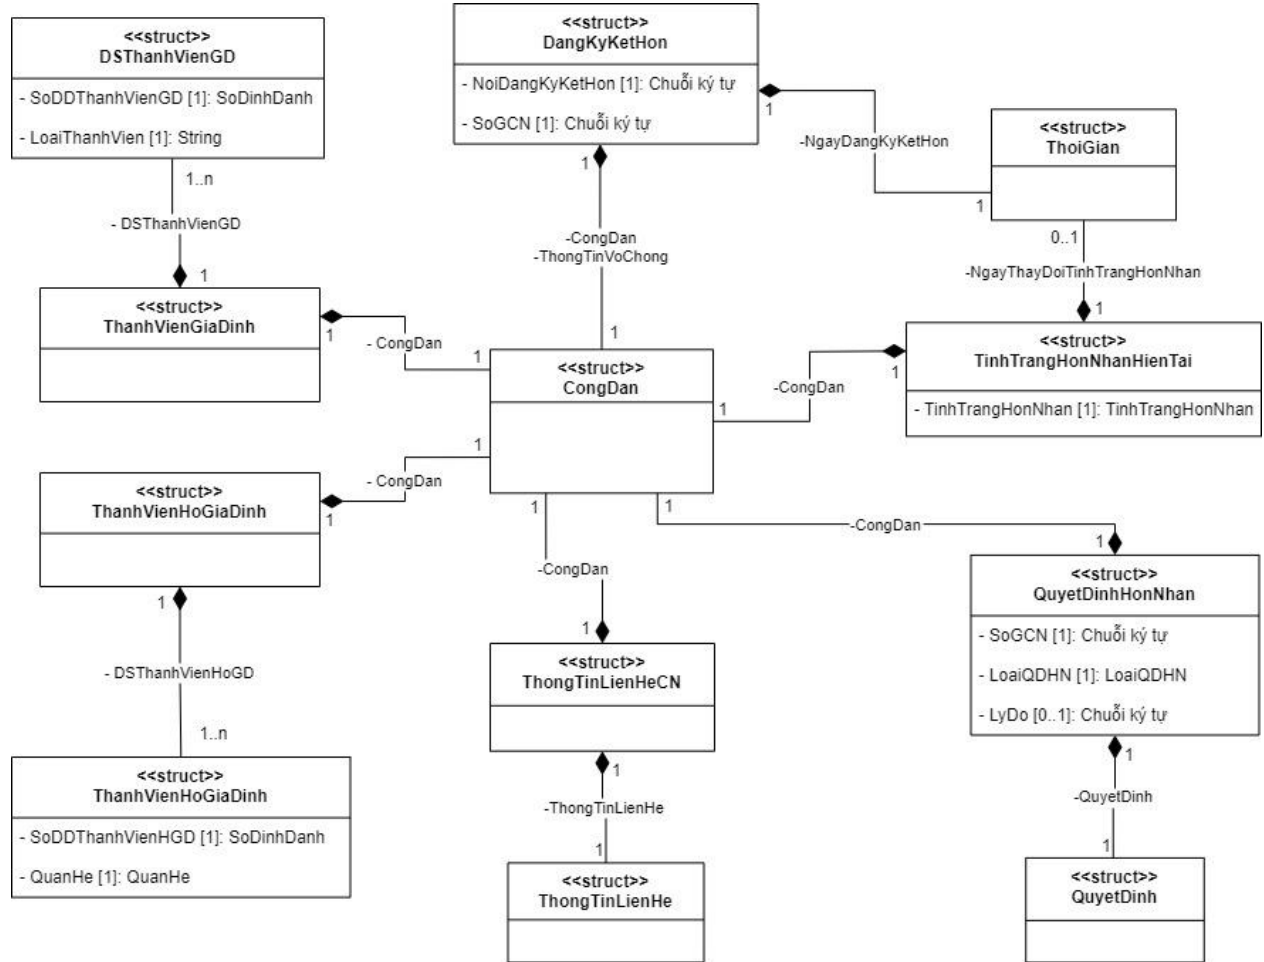 <<struct>>
DSThanhVienGD
- SoDDThanhVienGD [1]: SoDinhDanh
- LoaiThanhVien [1]: String
1..n
- DSThanhVienGD
1
<<struct>>
ThanhVienGiaDinh
1
- CongDan
1
<<struct>>
DangKyKetHon
- NoiDangKyKetHon [1]: Chuỗi ký tự
- SoGCN [1]: Chuỗi ký tự
1
1
-NgayDangKyKetHon
1
<<struct>>
ThoiGian
0..1
-NgayThayDoiTinhTrangHonNhan
1
-CongDan
-ThongTinVoChong
1
<<struct>>
CongDan
<<struct>>
TinhTrangHonNhanHienTai
- TinhTrangHonNhan [1]: TinhTrangHonNhan
1
-CongDan
1
<<struct>>
ThanhVienHoGiaDinh
1
- CongDan
1
1
- DSThanhVienHoGD
1..n
<<struct>>
ThanhVienHoGiaDinh
- SoDDThanhVienHGD [1]: SoDinhDanh
- QuanHe [1]: QuanHe
1
-CongDan
1
<<struct>>
ThongTinLienHeCN
1
-ThongTinLienHe
1
<<struct>>
ThongTinLienHe
1
-CongDan
1
<<struct>>
QuyetDinhHonNhan
- SoGCN [1]: Chuỗi ký tự
- LoaiQDHN [1]: LoaiQDHN
- LyDo [0..1]: Chuỗi ký tự
1
-QuyetDinh
1
<<struct>>
QuyetDinh